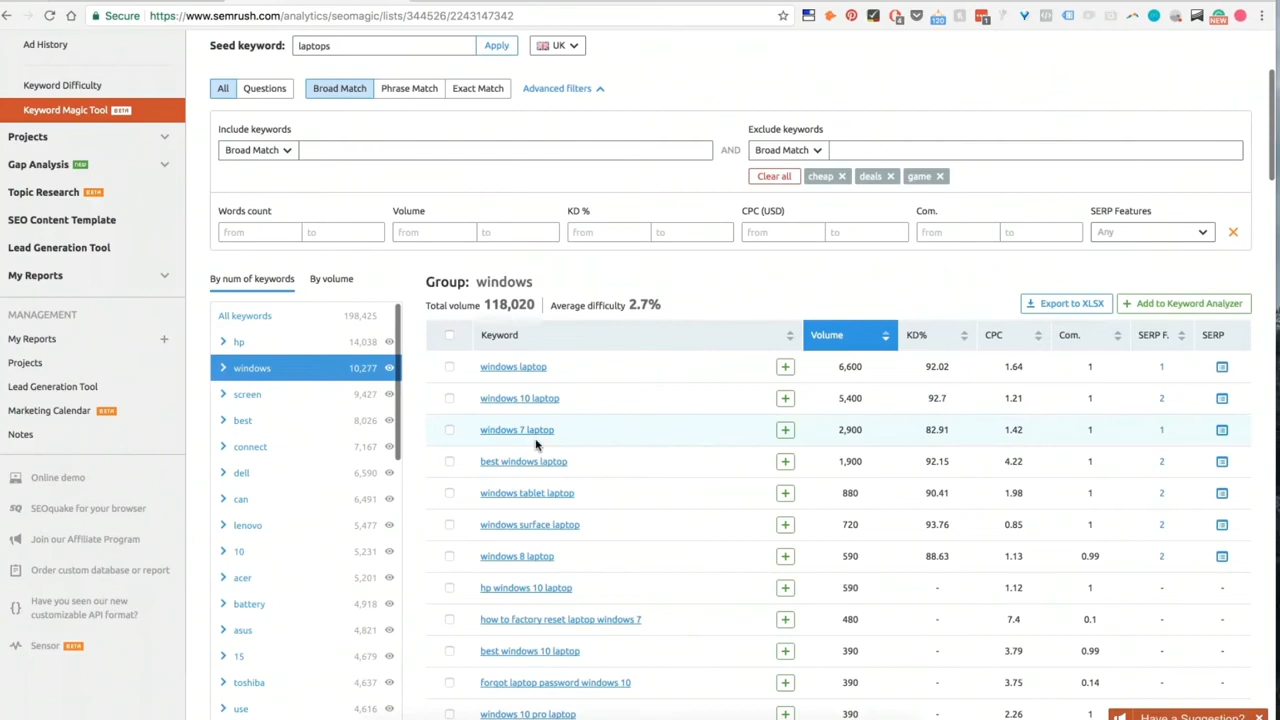 Secure https://www.semrush.com/analytics/seomagic/lists/344526/2243147342
4 120 1 NEW
Ad History
Keyword Difficulty
Keyword Magic Tool BETA
Projects
Gap Analysis NEW
Topic Research BETA
SEO Content Template
Lead Generation Tool
My Reports
MANAGEMENT
My Reports
Projects
Lead Generation Tool
Marketing Calendar BETA
Notes
Online demo
SQ SEOquake for your browser
Join our Affiliate Program
Order custom database or report
{} Have you seen our new
customizable API format?
Sensor BETA
Seed keyword: laptops Apply UK
All Questions Broad Match Phrase Match Exact Match Advanced filters
Include keywords Exclude keywords
Broad Match AND Broad Match
Clear all cheap × deals × game ×
Words count Volume KD % CPC (USD) Com. SERP Features
from to from to from to from to from to Any ×
By num of keywords By volume
All keywords 198,425
hp 14,038
windows 10,277
screen 9,427
best 8,026
connect 7,167
dell 6,590
can 6,491
lenovo 5,477
10 5,231
acer 5,201
battery 4,918
asus 4,821
15 4,679
toshiba 4,637
use 4,616
Group: windows
Total volume 118,020 Average difficulty 2.7% Export to XLSX + Add to Keyword Analyzer
Keyword Volume KD% CPC Com. SERP F. SERP
windows laptop + 6,600 92.02 1.64 1 1
windows 10 laptop + 5,400 92.7 1.21 1 2
windows 7 laptop + 2,900 82.91 1.42 1 1
best windows laptop + 1,900 92.15 4.22 1 2
windows tablet laptop + 880 90.41 1.98 1 2
windows surface laptop + 720 93.76 0.85 1 2
windows 8 laptop + 590 88.63 1.13 0.99 2
hp windows 10 laptop + 590 - 1.12 1 - -
how to factory reset laptop windows 7 + 480 - 7.4 0.1 - -
best windows 10 laptop + 390 - 3.79 0.99 - -
forgot laptop password windows 10 + 390 - 3.75 0.14 - -
windows 10 pro laptop + 390 - 2.26 1 - -
Have a Suggestion? ×